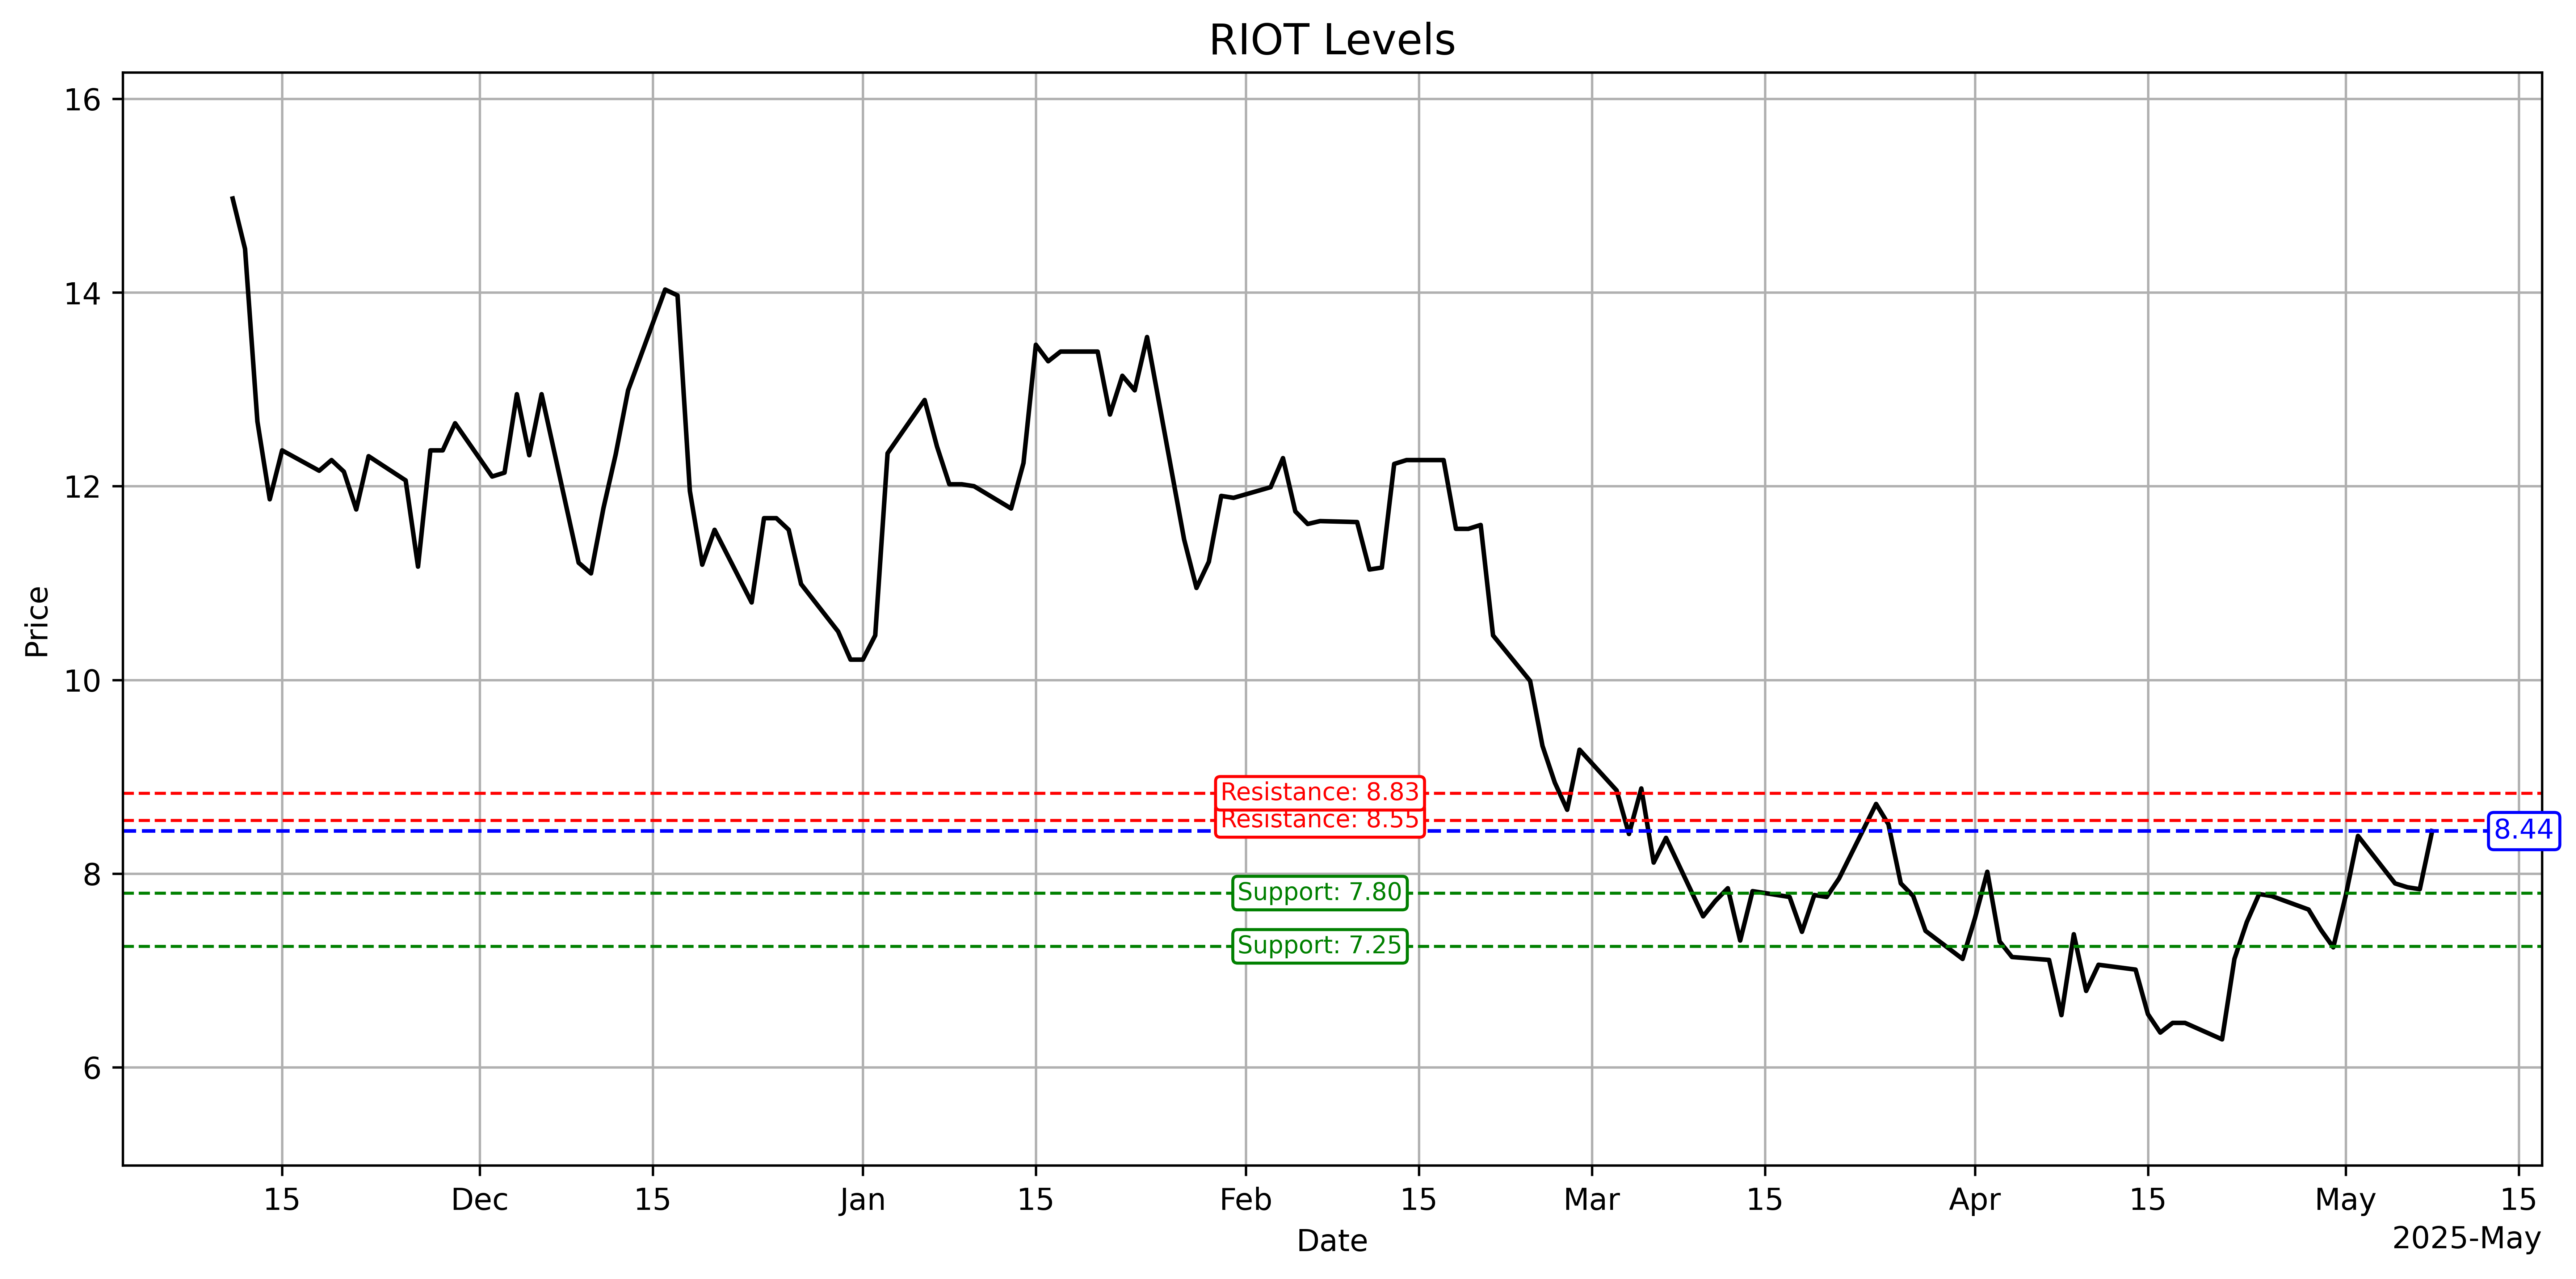 RIOT Levels
16
14
12
10
8
6
Price
Resistance: 8.83
Resistance: 8.55
8.44
Support: 7.80
Support: 7.25
15 Dec 15 Jan 15 Feb 15 Mar 15 Apr 15 May 15
Date
2025-May